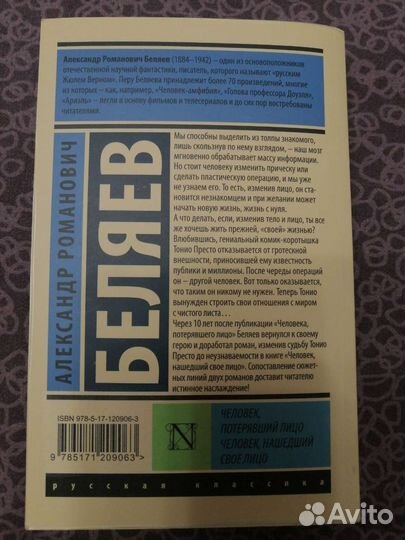 Александр Романович Беляев (1884–1942) – один из основоположников
отечественной научной фантастики, писатель, которого называют «русским
Жюлем Верном». Перу Беляева принадлежит более 70 произведений, многие
из которых – как, например, «Человек-амфибия», «Голова профессора Доуэля»,
«Ариэль» – легли в основу фильмов и телесериалов и до сих пор востребованы
читателями.
АЛЕКСАНДР РОМАНОВИЧ
БЕЛЯЕВ
Мы способны выделить из толпы знакомого,
лишь скользнув по нему взглядом, – наш мозг
мгновенно обрабатывает массу информации.
Но стоит человеку изменить прическу или
сделать пластическую операцию, и мы уже
не узнаем его. То есть, изменив лицо, он ста-
новится незнакомцем и при желании может
начать новую жизнь, жизнь с нуля.
А что делать, если, изменив тело и лицо, ты все
же хочешь жить прежней, «своей» жизнью?
Влюбившись, гениальный комик-коротышка
Тонио Престо отказывается от гротескной
внешности, приносившей ему известность
публики и миллионы. После череды операций
он – другой человек. Вот только оказывается,
что таким он никому не нужен. Теперь Тонио
вынужден строить свои отношения с миром
с чистого листа…
Через 10 лет после публикации «Человека,
потерявшего лицо» Беляев вернулся к своему
герою и доработал роман, изменив судьбу Тонио
Престо до неузнаваемости в книге «Человек,
нашедший свое лицо». Сопоставление сюжет-
ных линий двух романов доставит читателю
истинное наслаждение!
ISBN 978-5-17-120906-3
9 785171 209063>
N
ЧЕЛОВЕК,
ПОТЕРЯВШИЙ ЛИЦО
ЧЕЛОВЕК, НАШЕДШИЙ
СВОЕ ЛИЦО
русская классика
Avito